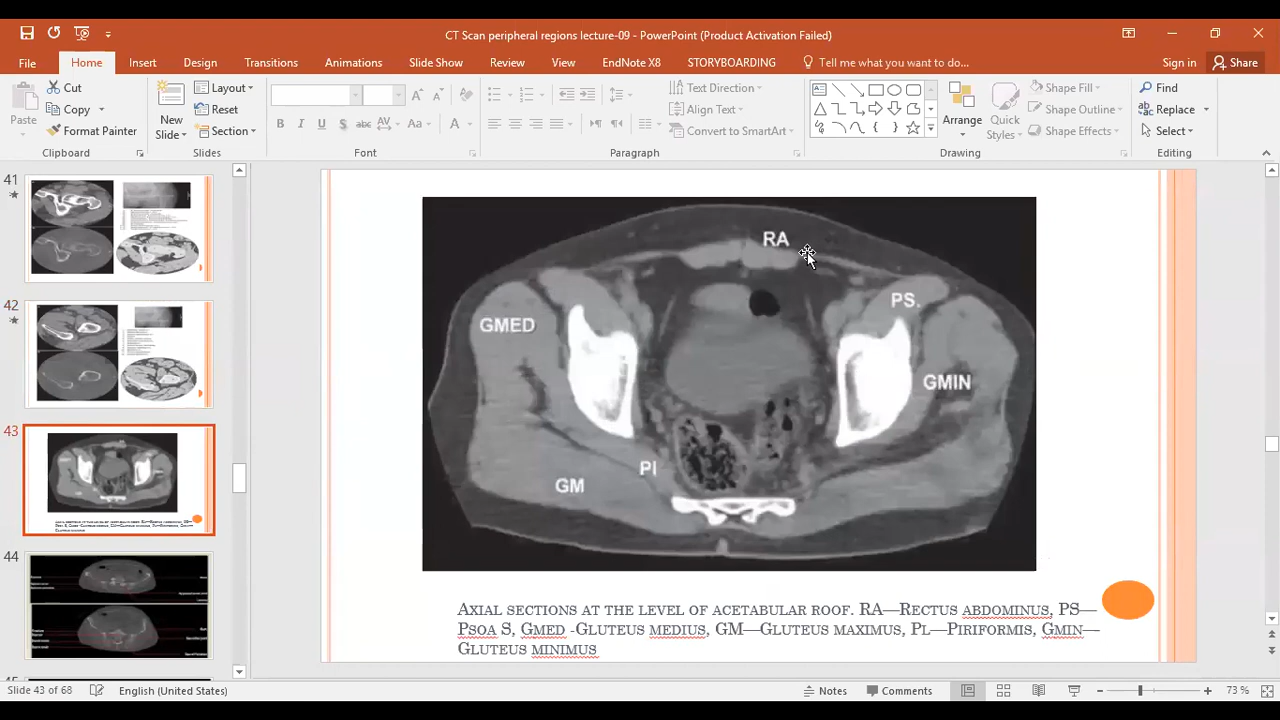 CT Scan peripheral regions lecture-09 - PowerPoint (Product Activation Failed)
File Home Insert Design Transitions Animations Slide Show Review View EndNote X8 STORYBOARDING Tell me what you want to do... Sign in Share
Paste
Cut
Copy
Format Painter
Clipboard
New
Slide
Layout
Reset
Section
Slides
B I U S abc AV Aa A
Font
Text Direction
Align Text
Convert to SmartArt
Paragraph
Arrange
Quick
Styles
Shape Fill
Shape Outline
Shape Effects
Drawing
Find
Replace
Select
Editing
41
42
43
44
RA
PS.
GMED
GMIN
PI
GM
Axial sections at the level of acetabular roof. RA—Rectus abdominus, PS—
Psoa S, Gmed -Gluteus medius, GM—Gluteus maximus, Pl—Piriformis, Gmin—
Gluteus minimus
Slide 43 of 68 English (United States) Notes Comments 73 %